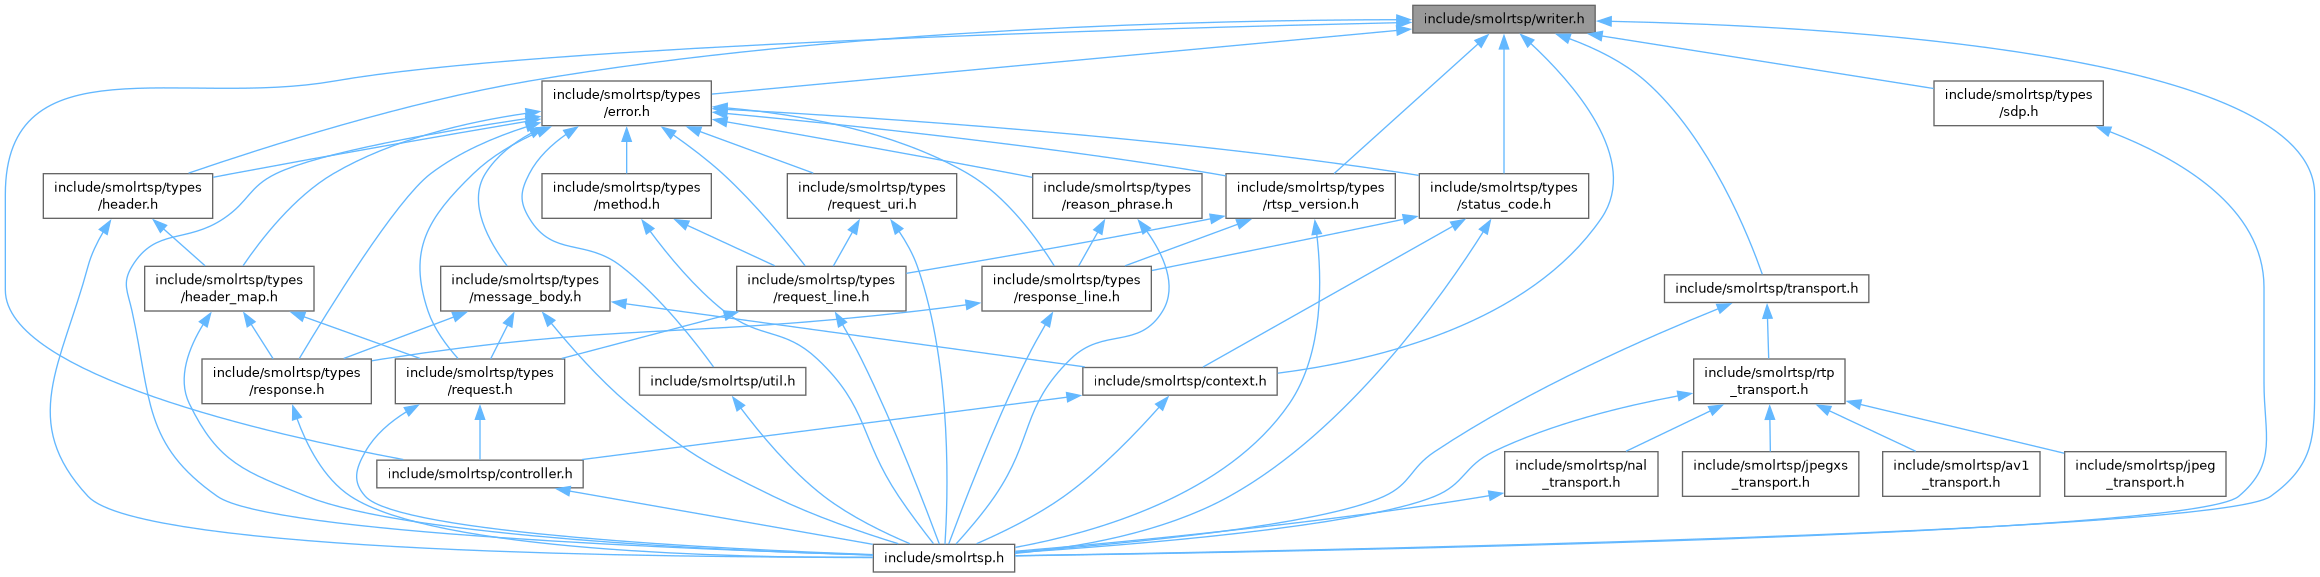 include/smolrtsp/writer.h
include/smolrtsp/types
/error.h
include/smolrtsp/types
/sdp.h
include/smolrtsp/types
/header.h
include/smolrtsp/types
/method.h
include/smolrtsp/types
/request_uri.h
include/smolrtsp/types
/reason_phrase.h
include/smolrtsp/types
/rtsp_version.h
include/smolrtsp/types
/status_code.h
include/smolrtsp/types
/header_map.h
include/smolrtsp/types
/message_body.h
include/smolrtsp/types
/request_line.h
include/smolrtsp/types
/response_line.h
include/smolrtsp/transport.h
include/smolrtsp/types
/response.h
include/smolrtsp/types
/request.h
include/smolrtsp/util.h
include/smolrtsp/context.h
include/smolrtsp/rtp
_transport.h
include/smolrtsp/controller.h
include/smolrtsp/nal
_transport.h
include/smolrtsp/jpegxs
_transport.h
include/smolrtsp/av1
_transport.h
include/smolrtsp/jpeg
_transport.h
include/smolrtsp.h